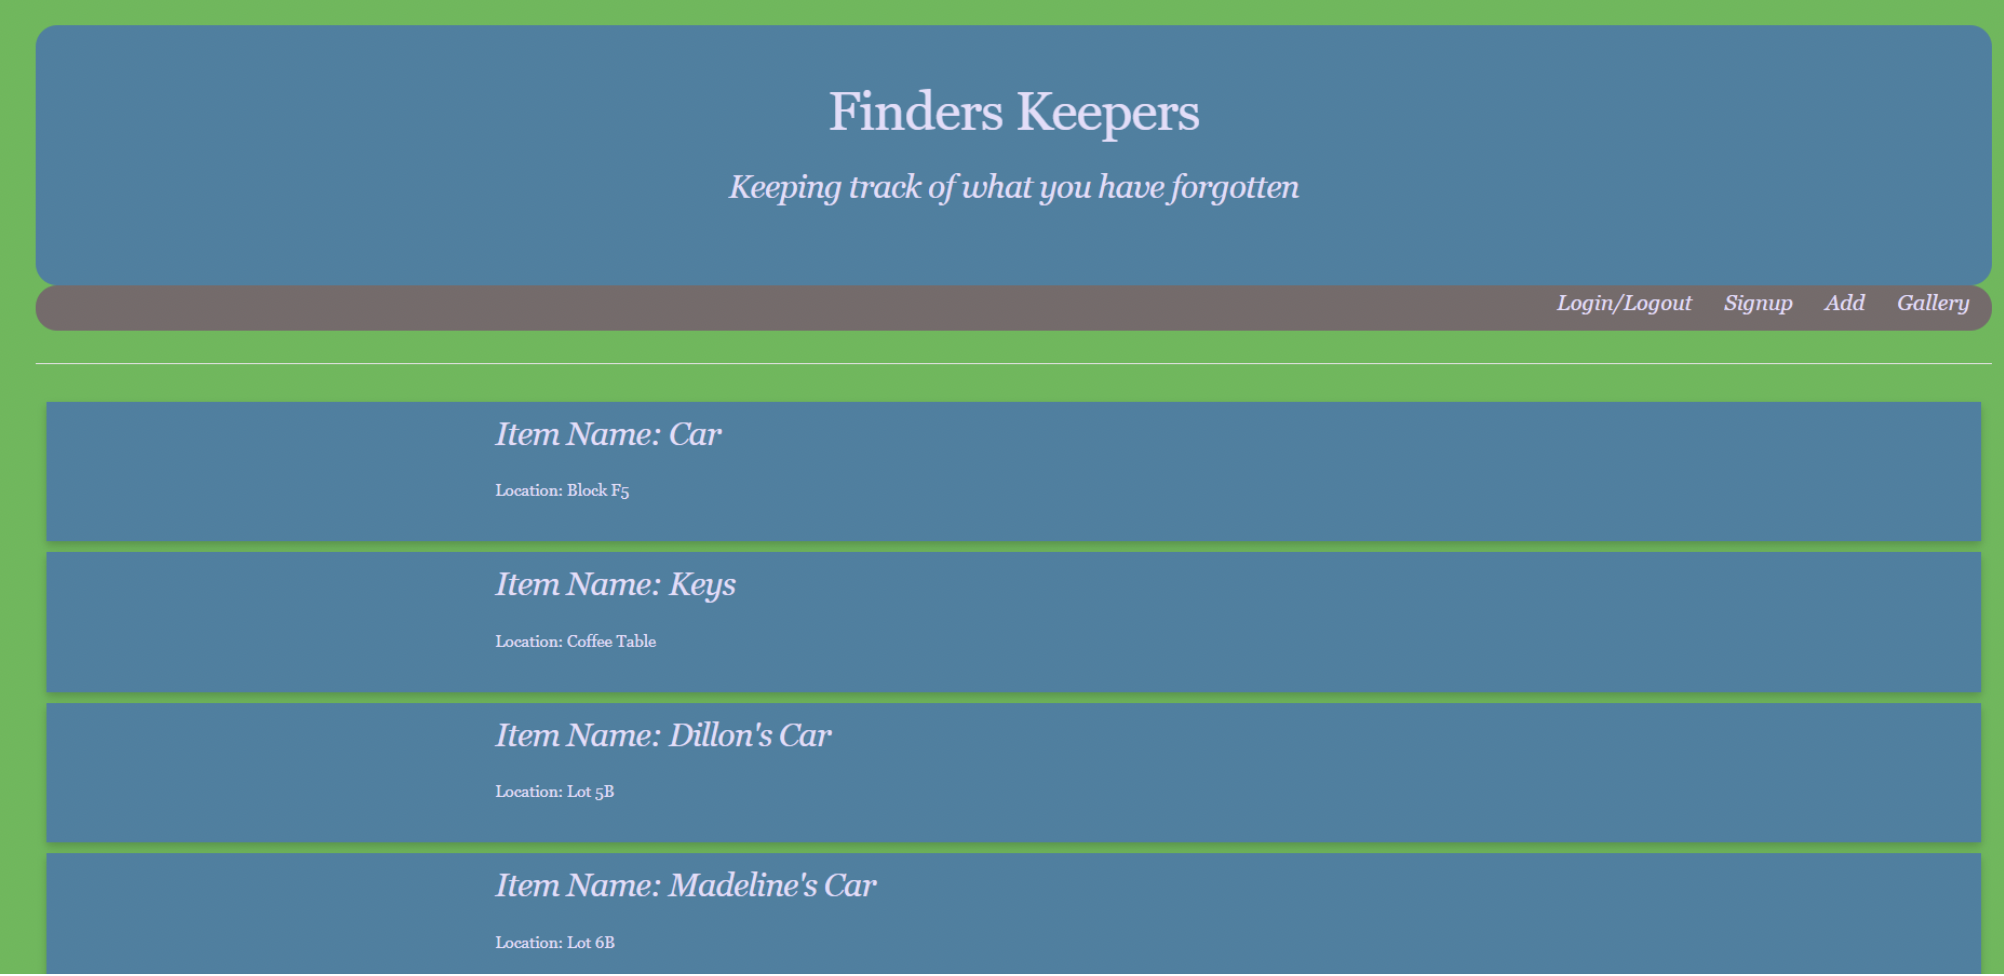 Finders Keepers
Keeping track of what you have forgotten
Login/Logout Signup Add Gallery
Item Name: Car
Location: Block F5
Item Name: Keys
Location: Coffee Table
Item Name: Dillon's Car
Location: Lot 5B
Item Name: Madeline's Car
Location: Lot 6B